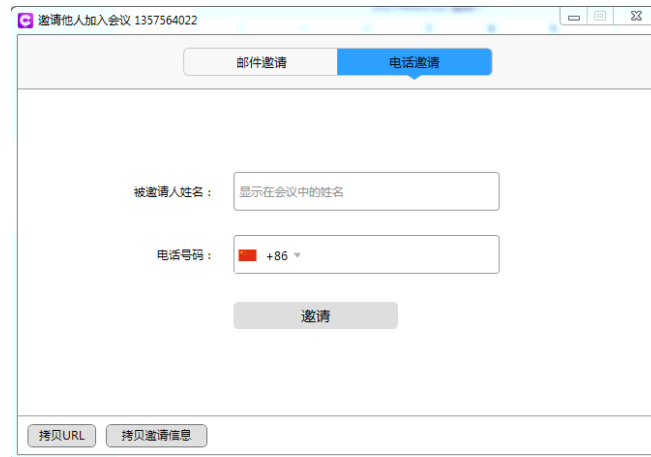 邀请他人加入会议 1357564022
邮件邀请
电话邀请
被邀请人姓名：
显示在会议中的姓名
电话号码：
+86
邀请
拷贝URL
拷贝邀请信息